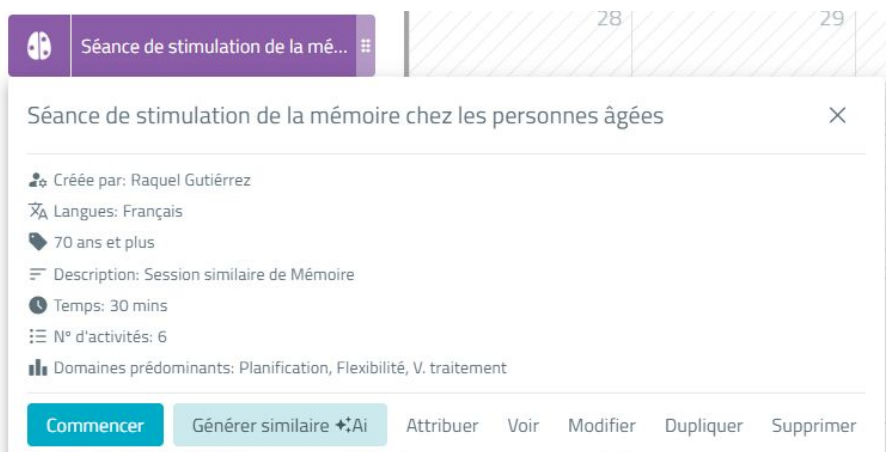 28 29
Séance de stimulation de la mé...
Séance de stimulation de la mémoire chez les personnes âgées
Créée par: Raquel Gutiérrez
Langues: Français
70 ans et plus
Description: Session similaire de Mémoire
Temps: 30 mins
Nº d'activités: 6
Domaines prédominants: Planification, Flexibilité, V. traitement
Commencer Générer similaire Ai Attribuer Voir Modifier Dupliquer Supprimer